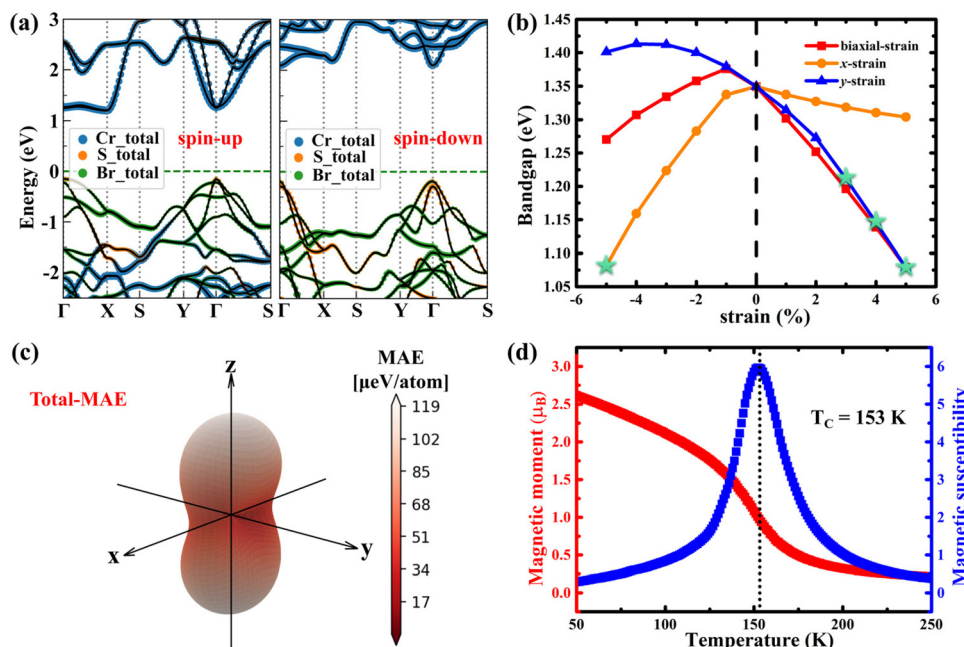 (a)
Energy (eV)
3
2
1
0
-1
-2
Cr_total
S_total
Br_total
spin-up
Cr_total
S_total
Br_total
spin-down
Γ X S Y Γ S
Γ X S Y Γ S
(b)
Bandgap (eV)
1.45
1.40
1.35
1.30
1.25
1.20
1.15
1.10
1.05
biaxial-strain
x-strain
y-strain
-6 -4 -2 0 2 4 6
strain (%)
(c)
Total-MAE
z
x
y
MAE
[μeV/atom]
119
102
85
68
51
34
17
(d)
Magnetic moment (μB)
3.0
2.5
2.0
1.5
1.0
0.5
0.0
TC = 153 K
6
5
4
3
2
1
0
Magnetic susceptibility
50 100 150 200 250
Temperature (K)